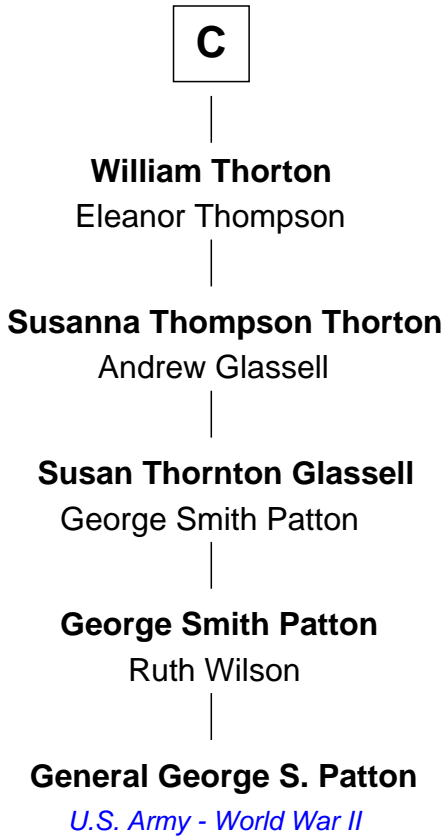 C
William Thorton
Eleanor Thompson
Susanna Thompson Thorton
Andrew Glassell
Susan Thornton Glassell
George Smith Patton
George Smith Patton
Ruth Wilson
General George S. Patton
U.S. Army - World War II